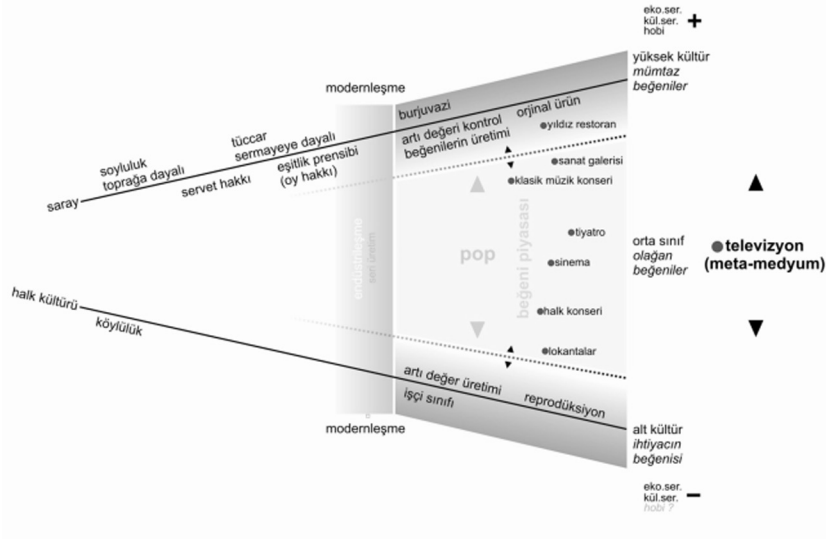 eko.ser.
kül.ser.
hobi
+
yüksek kültür
mümtaz
beğeniler
modernleşme
burjuvazi
orjinal ürün
artı değeri kontrol
beğenilerin üretimi
yıldız restoran
tüccar
sermayeye dayalı
soyluluk
toprağa dayalı
eşitlik prensibi
(oy hakkı)
servet hakkı
saray
sanat galerisi
klasik müzik konseri
endüstrileşme
seri üretim
pop
beğeni piyasası
tiyatro
sinema
halk konseri
lokantalar
orta sınıf
olağan
beğeniler
televizyon
(meta-medyum)
halk kültürü
köylülük
artı değer üretimi
işçi sınıfı
reprodüksiyon
modernleşme
alt kültür
ihtiyacın
beğenisi
eko.ser.
kül.ser.
hobi ?
−